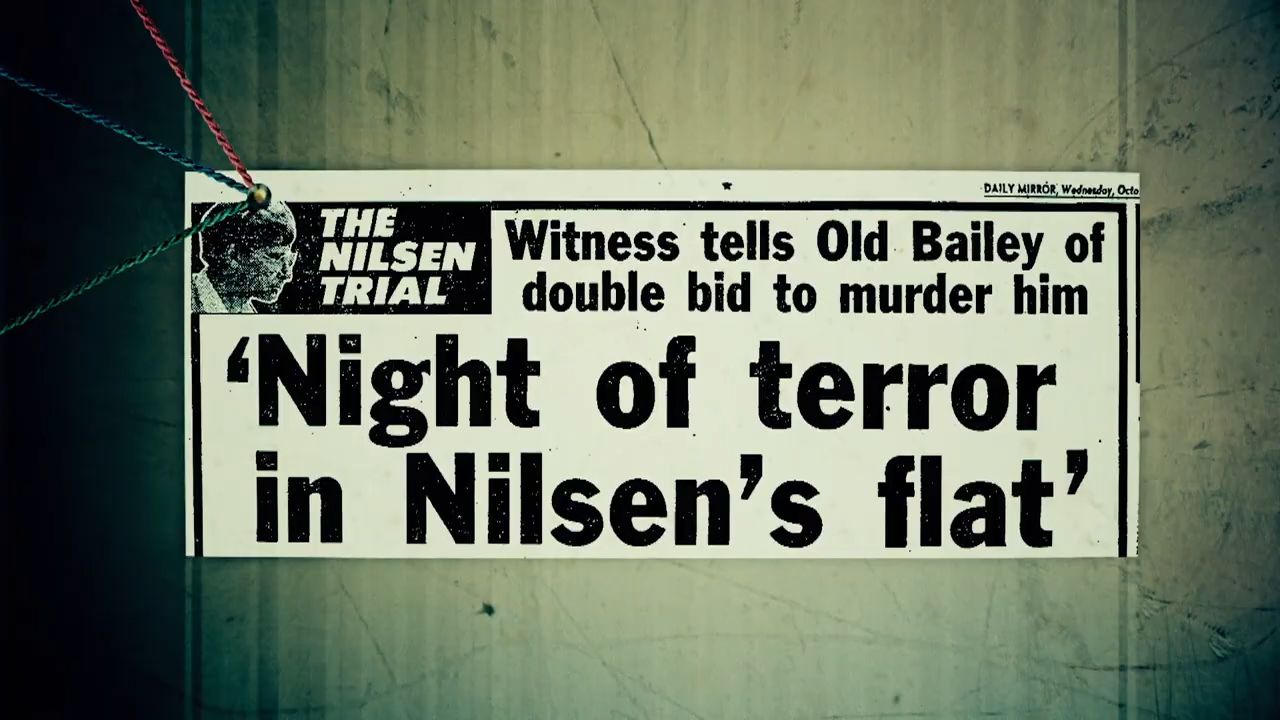 DAILY MIRROR, Wednesday, Octo
THE
NILSEN
TRIAL
Witness tells Old Bailey of
double bid to murder him
‘Night of terror
in Nilsen’s flat’